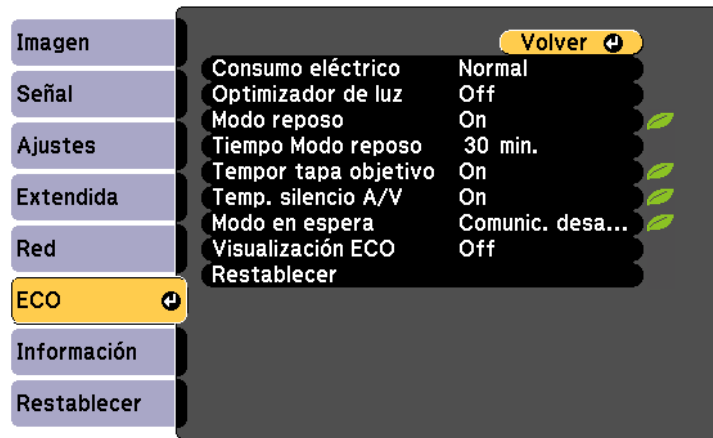 Imagen
Señal
Ajustes
Extendida
Red
ECO
Información
Restablecer
Volver
Consumo eléctrico Normal
Optimizador de luz Off
Modo reposo On
Tiempo Modo reposo 30 min.
Tempor tapa objetivo On
Temp. silencio A/V On
Modo en espera Comunic. desa...
Visualización ECO Off
Restablecer